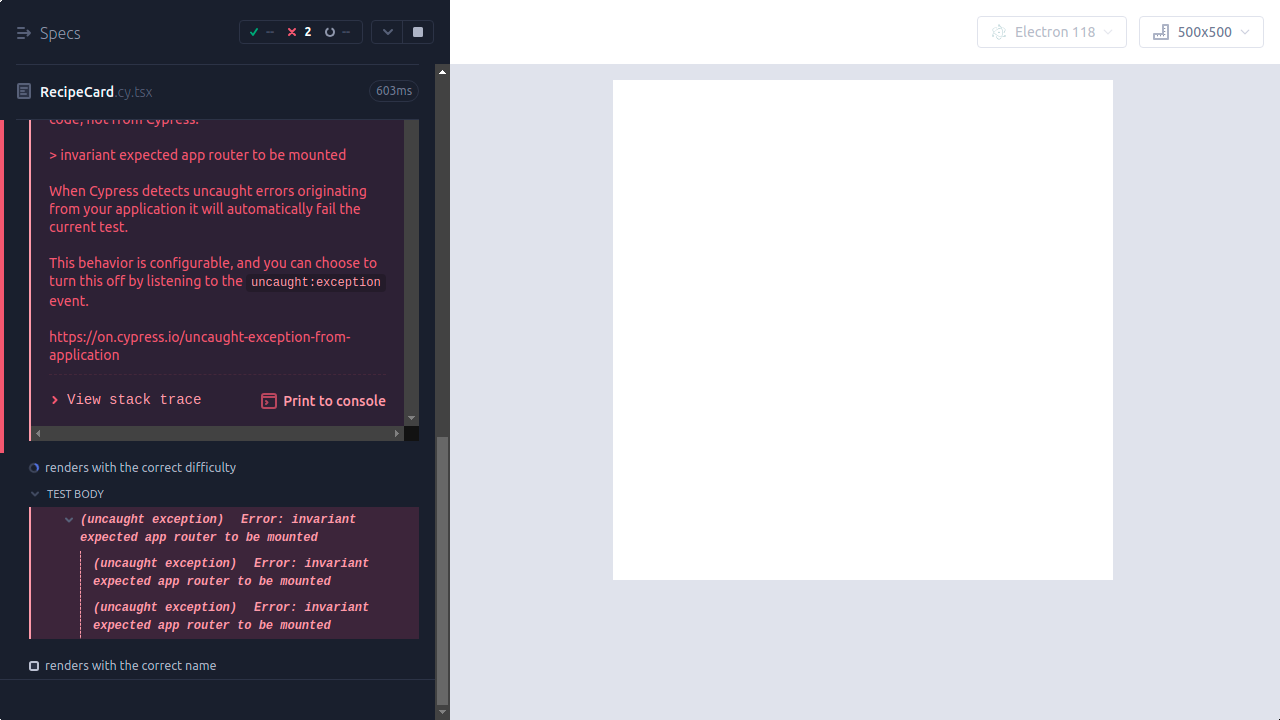 Specs
-- 2 --
Electron 118
500x500
RecipeCard.cy.tsx
603ms
code, not from Cypress.
> invariant expected app router to be mounted
When Cypress detects uncaught errors originating
from your application it will automatically fail the
current test.
This behavior is configurable, and you can choose to
turn this off by listening to the uncaught:exception
event.
https://on.cypress.io/uncaught-exception-from-
application
View stack trace
Print to console
renders with the correct difficulty
TEST BODY
(uncaught exception) Error: invariant
expected app router to be mounted
(uncaught exception) Error: invariant
expected app router to be mounted
(uncaught exception) Error: invariant
expected app router to be mounted
renders with the correct name